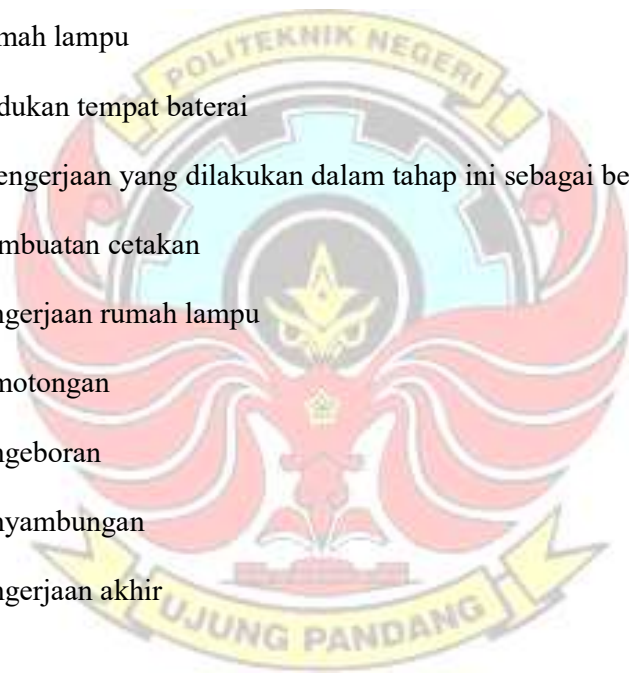 POLITEKNIK NEGERI
mah lampu
dukan tempat baterai
engerjaan yang dilakukan dalam tahap ini sebagai be
mbuatan cetakan
ngerjaan rumah lampu
motongan
ngeboran
nyambungan
ngerjaan akhir
UJUNG PANDANG